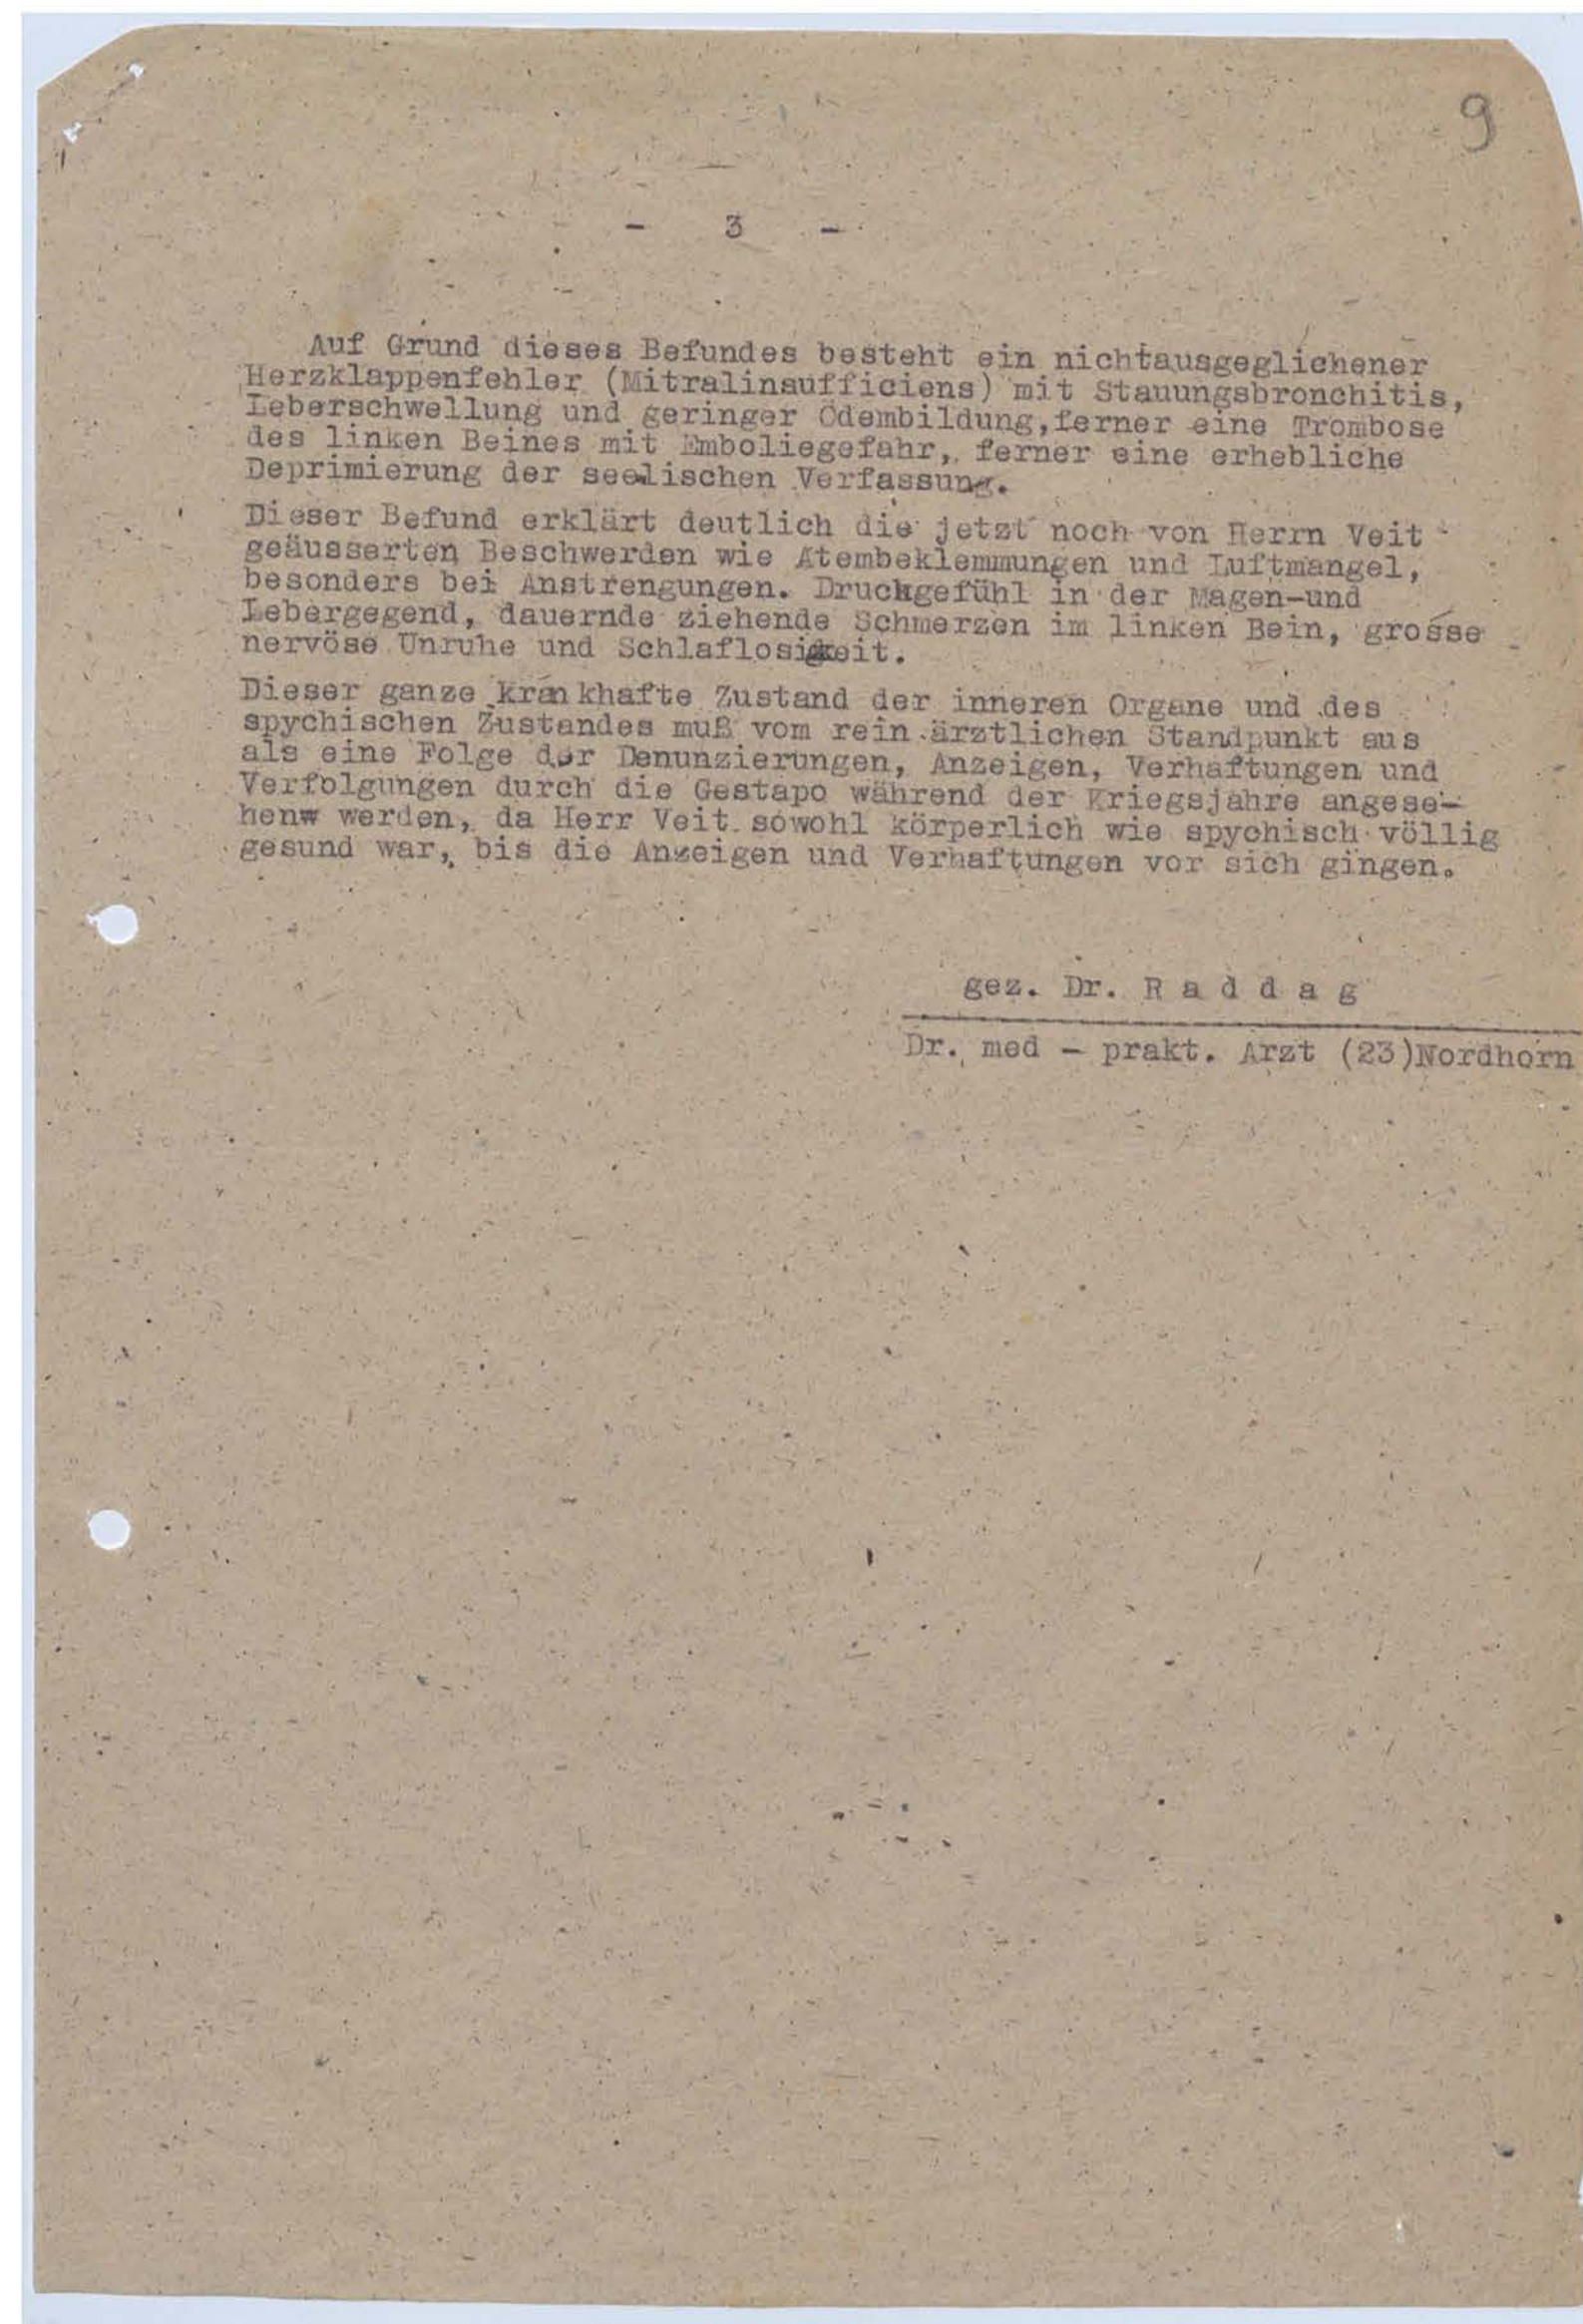 9
- 3 -
Auf Grund dieses Befundes besteht ein nichtausgeglichener
Herzklappenfehler (Mitralinsufficiens) mit Stauungsbronchitis,
Leberschwellung und geringer Ödembildung,ferner eine Trombose
des linken Beines mit Emboliegefahr, ferner eine erhebliche
Deprimierung der seelischen Verfassung.
Dieser Befund erklärt deutlich die jetzt noch von Herrn Veit
geäusserten Beschwerden wie Atembeklemmungen und Luftmangel,
besonders bei Anstrengungen. Druckgefühl in der Magen-und
Lebergegend, dauernde ziehende Schmerzen im linken Bein, grosse
nervöse Unruhe und Schlaflosigkeit.
Dieser ganze krankhafte Zustand der inneren Organe und des
spychischen Zustandes muß vom rein ärztlichen Standpunkt aus
als eine Folge der Denunzierungen, Anzeigen, Verhaftungen und
Verfolgungen durch die Gestapo während der Kriegsjahre angese-
henw werden, da Herr Veit sowohl körperlich wie spychisch völlig
gesund war, bis die Anzeigen und Verhaftungen vor sich gingen.
gez. Dr. R a d d a g
Dr. med - prakt. Arzt (23)Nordhorn